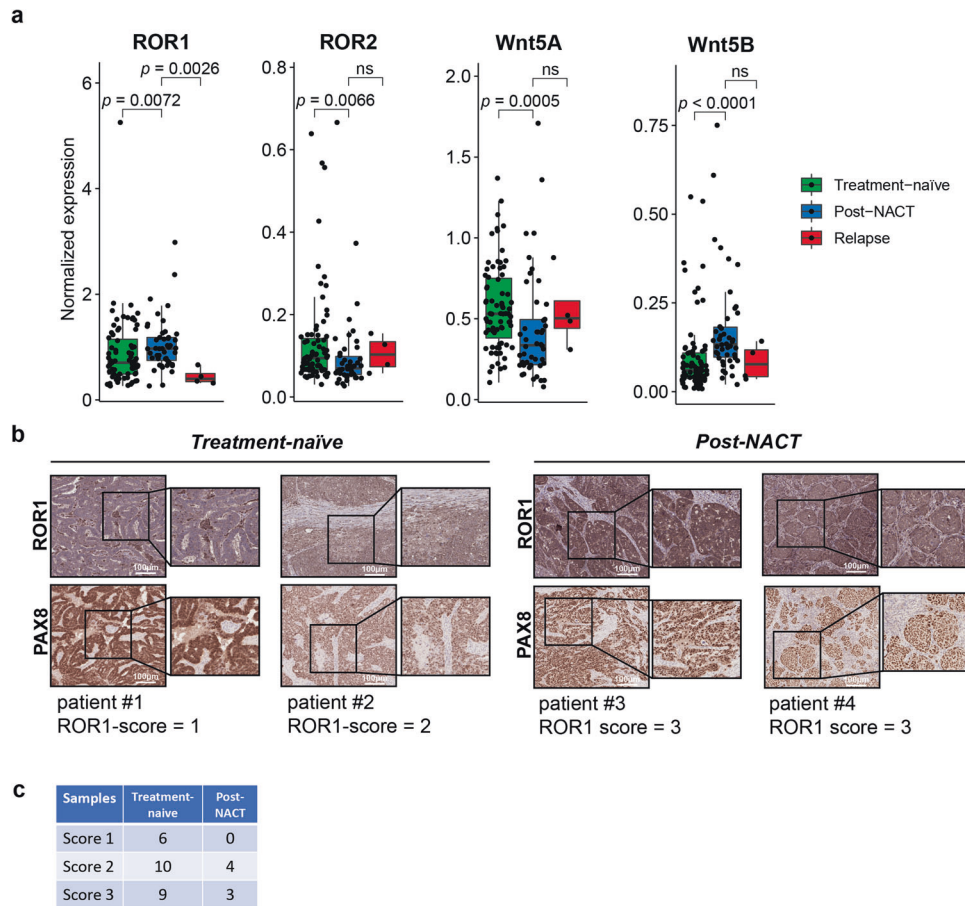 a
ROR1
ROR2
Wnt5A
Wnt5B
Normalized expression
6
4
2
0
p = 0.0026
p = 0.0072
0.8
0.6
0.4
0.2
0.0
ns
p = 0.0066
2.0
1.5
1.0
0.5
0.0
ns
p = 0.0005
0.75
0.50
0.25
0.00
ns
p < 0.0001
Treatment-naïve
Post-NACT
Relapse
b
Treatment-naïve
Post-NACT
ROR1
100µm
100µm
ROR1
100µm
100µm
PAX8
100µm
100µm
PAX8
100µm
100µm
patient #1
ROR1-score = 1
patient #2
ROR1-score = 2
patient #3
ROR1 score = 3
patient #4
ROR1 score = 3
c
Samples Treatment-naive Post-NACT
Score 1 6 0
Score 2 10 4
Score 3 9 3